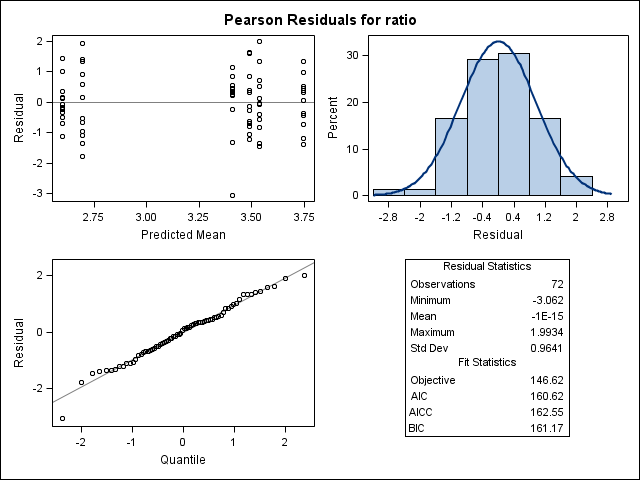 Pearson Residuals for ratio
2
1
0
-1
-2
-3
Residual
2.75 3.00 3.25 3.50 3.75
Predicted Mean
30
20
10
0
Percent
-2.8 -2 -1.2 -0.4 0.4 1.2 2 2.8
Residual
2
0
-2
Residual
-2 -1 0 1 2
Quantile
Residual Statistics
Observations 72
Minimum -3.062
Mean -1E-15
Maximum 1.9934
Std Dev 0.9641
Fit Statistics
Objective 146.62
AIC 160.62
AICC 162.55
BIC 161.17